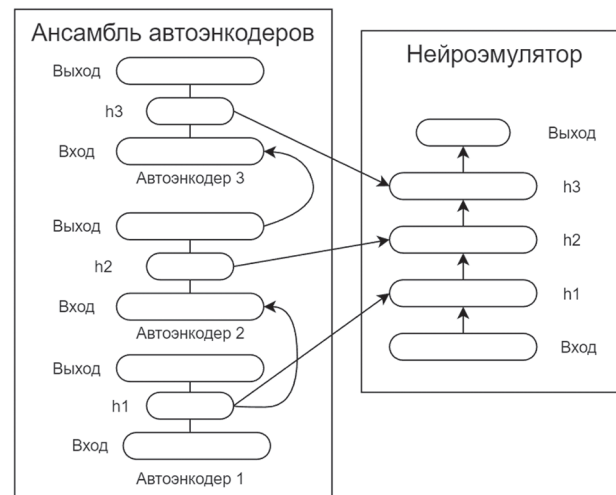 Ансамбль автоэнкодеров
Выход
h3
Вход
Автоэнкодер 3
Выход
h2
Вход
Автоэнкодер 2
Выход
h1
Вход
Автоэнкодер 1
Нейроэмулятор
Выход
h3
h2
h1
Вход